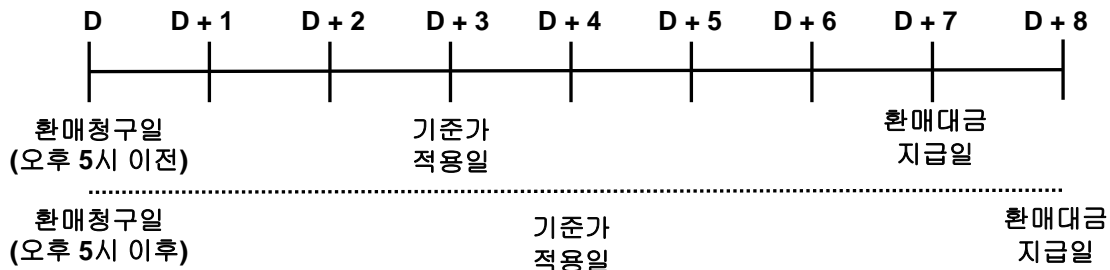 D D + 1 D + 2 D + 3 D + 4 D + 5 D + 6 D + 7 D + 8
환매청구일 기준가 환매대금
(오후 5시 이전) 적용일 지급일
환매청구일 기준가 환매대금
(오후 5시 이후) 적용일 지급일